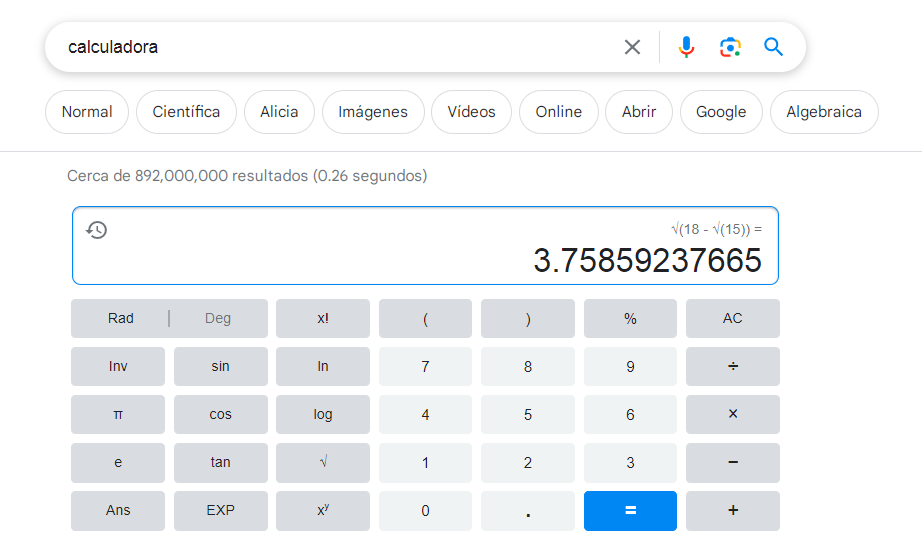 calculadora
Normal Científica Alicia Imágenes Vídeos Online Abrir Google Algebraica
Cerca de 892,000,000 resultados (0.26 segundos)
√(18 - √(15)) =
3.75859237665
Rad | Deg x! ( ) % AC
Inv sin ln 7 8 9 ÷
π cos log 4 5 6 ×
e tan √ 1 2 3 −
Ans EXP xʸ 0 . = +